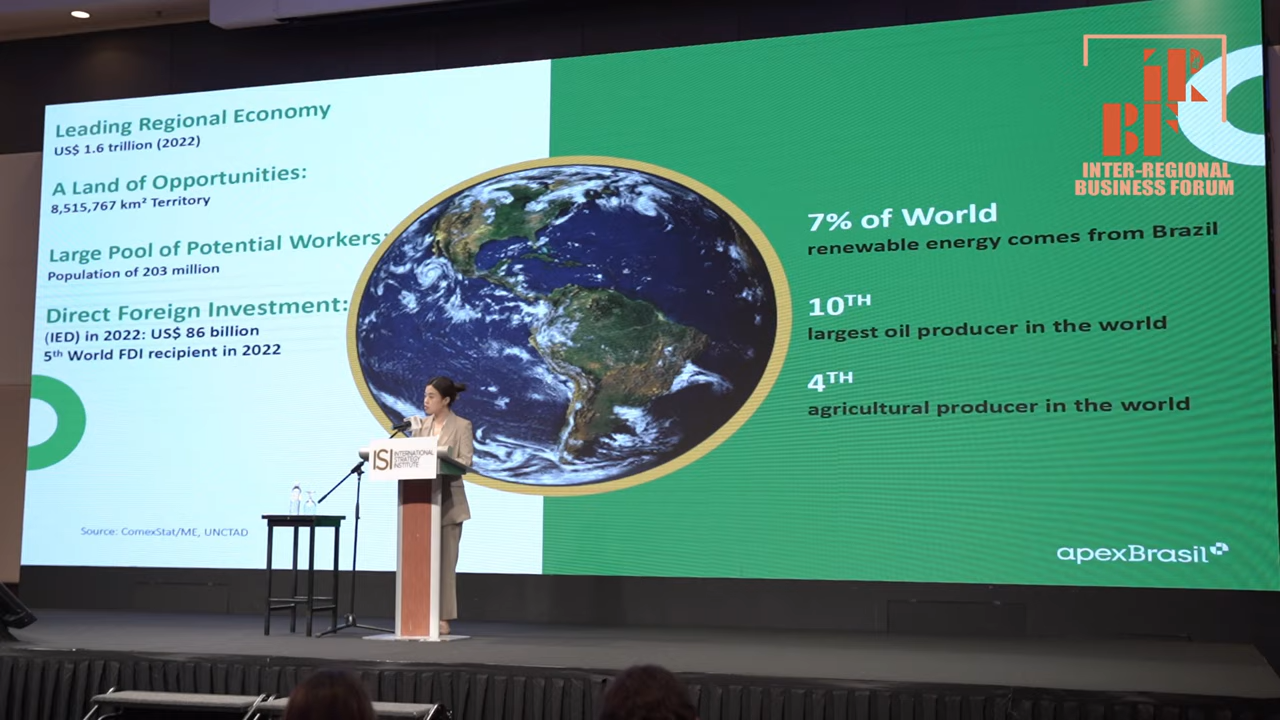 Leading Regional Economy
US$ 1.6 trillion (2022)
A Land of Opportunities:
8,515,767 km² Territory
Large Pool of Potential Workers:
Population of 203 million
Direct Foreign Investment:
(IED) in 2022: US$ 86 billion
5th World FDI recipient in 2022
Source: ComexStat/ME, UNCTAD
7% of World
renewable energy comes from Brazil
10TH
largest oil producer in the world
4TH
agricultural producer in the world
apexBrasil
IR
BF
INTER-REGIONAL
BUSINESS FORUM
ISI INTERNATIONAL
STRATEGY
INSTITUTE